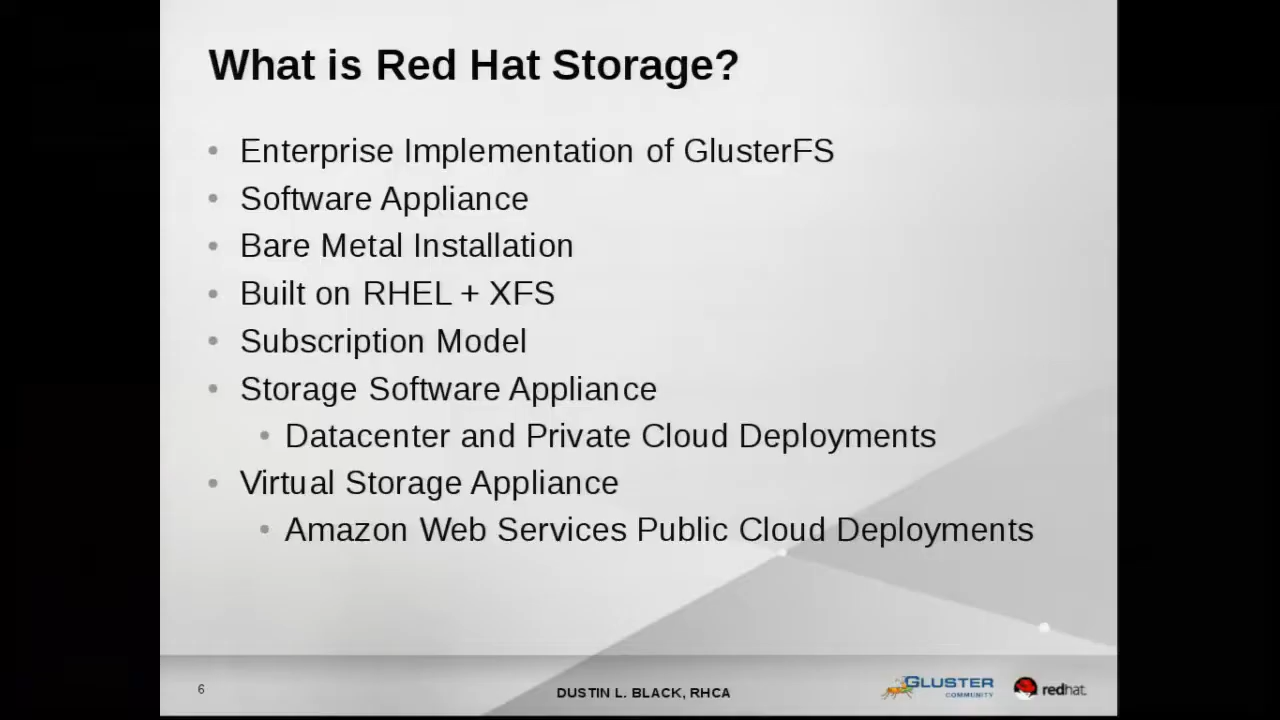 What is Red Hat Storage?
• Enterprise Implementation of GlusterFS
• Software Appliance
• Bare Metal Installation
• Built on RHEL + XFS
• Subscription Model
• Storage Software Appliance
• Datacenter and Private Cloud Deployments
• Virtual Storage Appliance
• Amazon Web Services Public Cloud Deployments
6
DUSTIN L. BLACK, RHCA
GLUSTER
COMMUNITY
redhat.